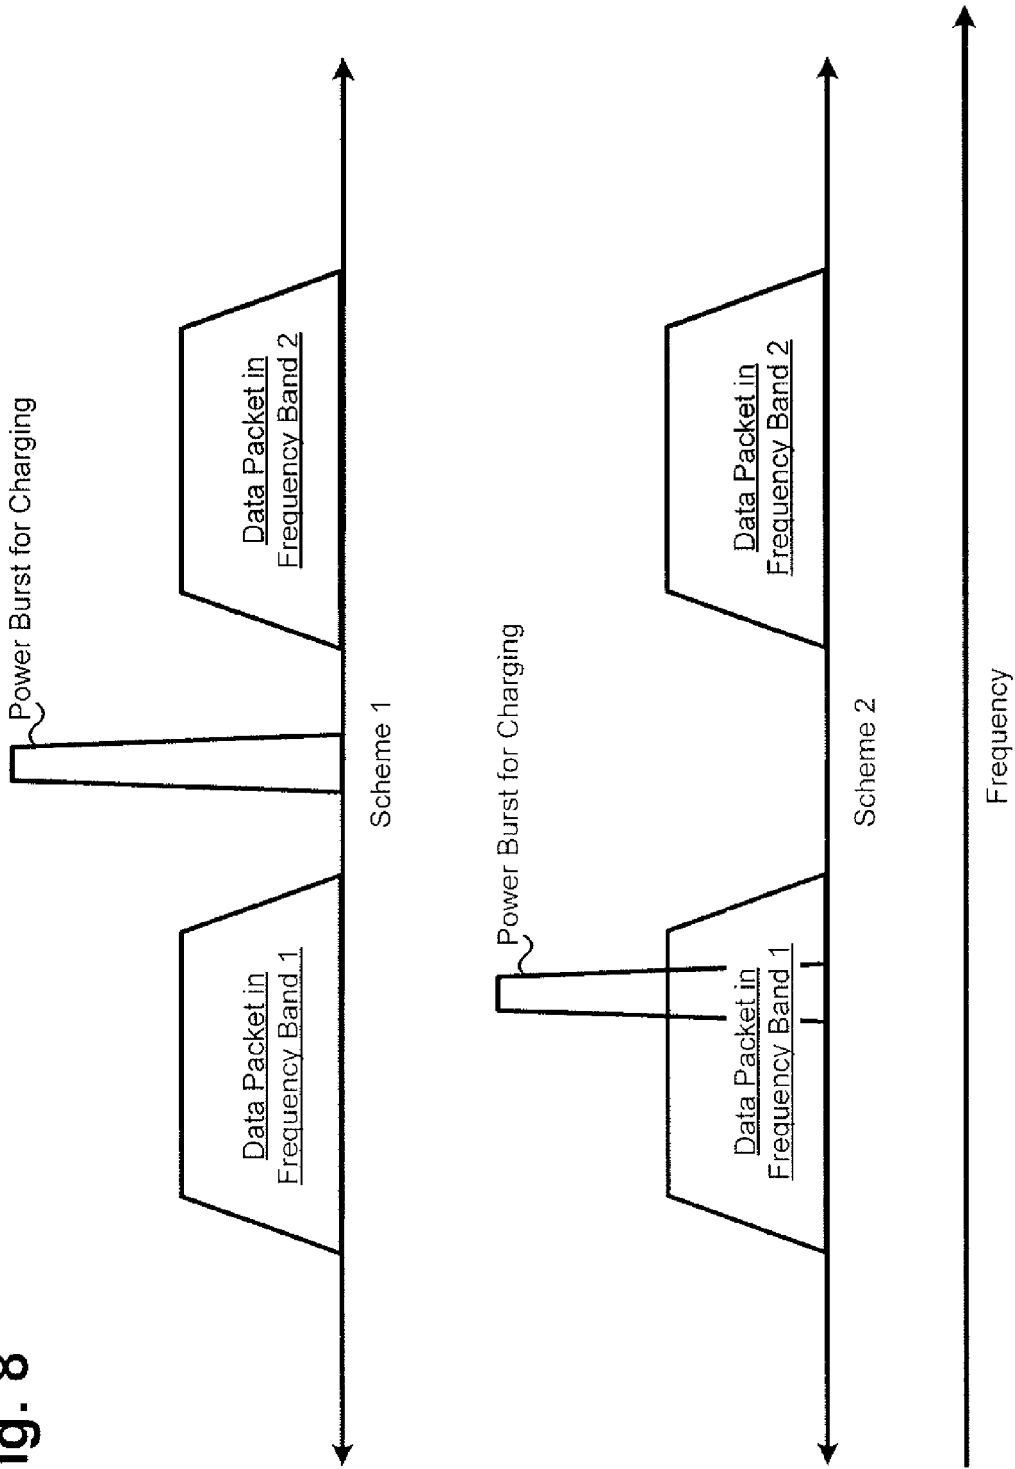 ig. 8
Power Burst for Charging
Data Packet in
Frequency Band 1
Data Packet in
Frequency Band 2
Scheme 1
Power Burst for Charging
Data Packet in
Frequency Band 1
Data Packet in
Frequency Band 2
Scheme 2
Frequency